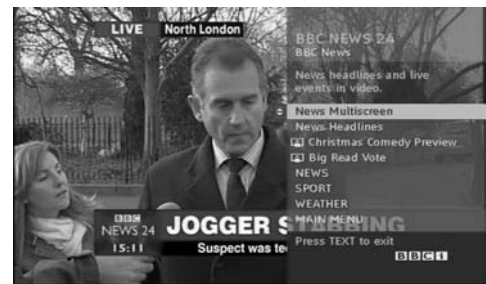 LIVE North London
BBC NEWS 24
BBC News
News headlines and live
events in video.
News Multiscreen
News Headlines
Christmas Comedy Preview
Big Read Vote
NEWS
SPORT
WEATHER
MAIN MENU
Press TEXT to exit
BBC 1
BBC
NEWS 24
15:11
JOGGER STABBING
Suspect was